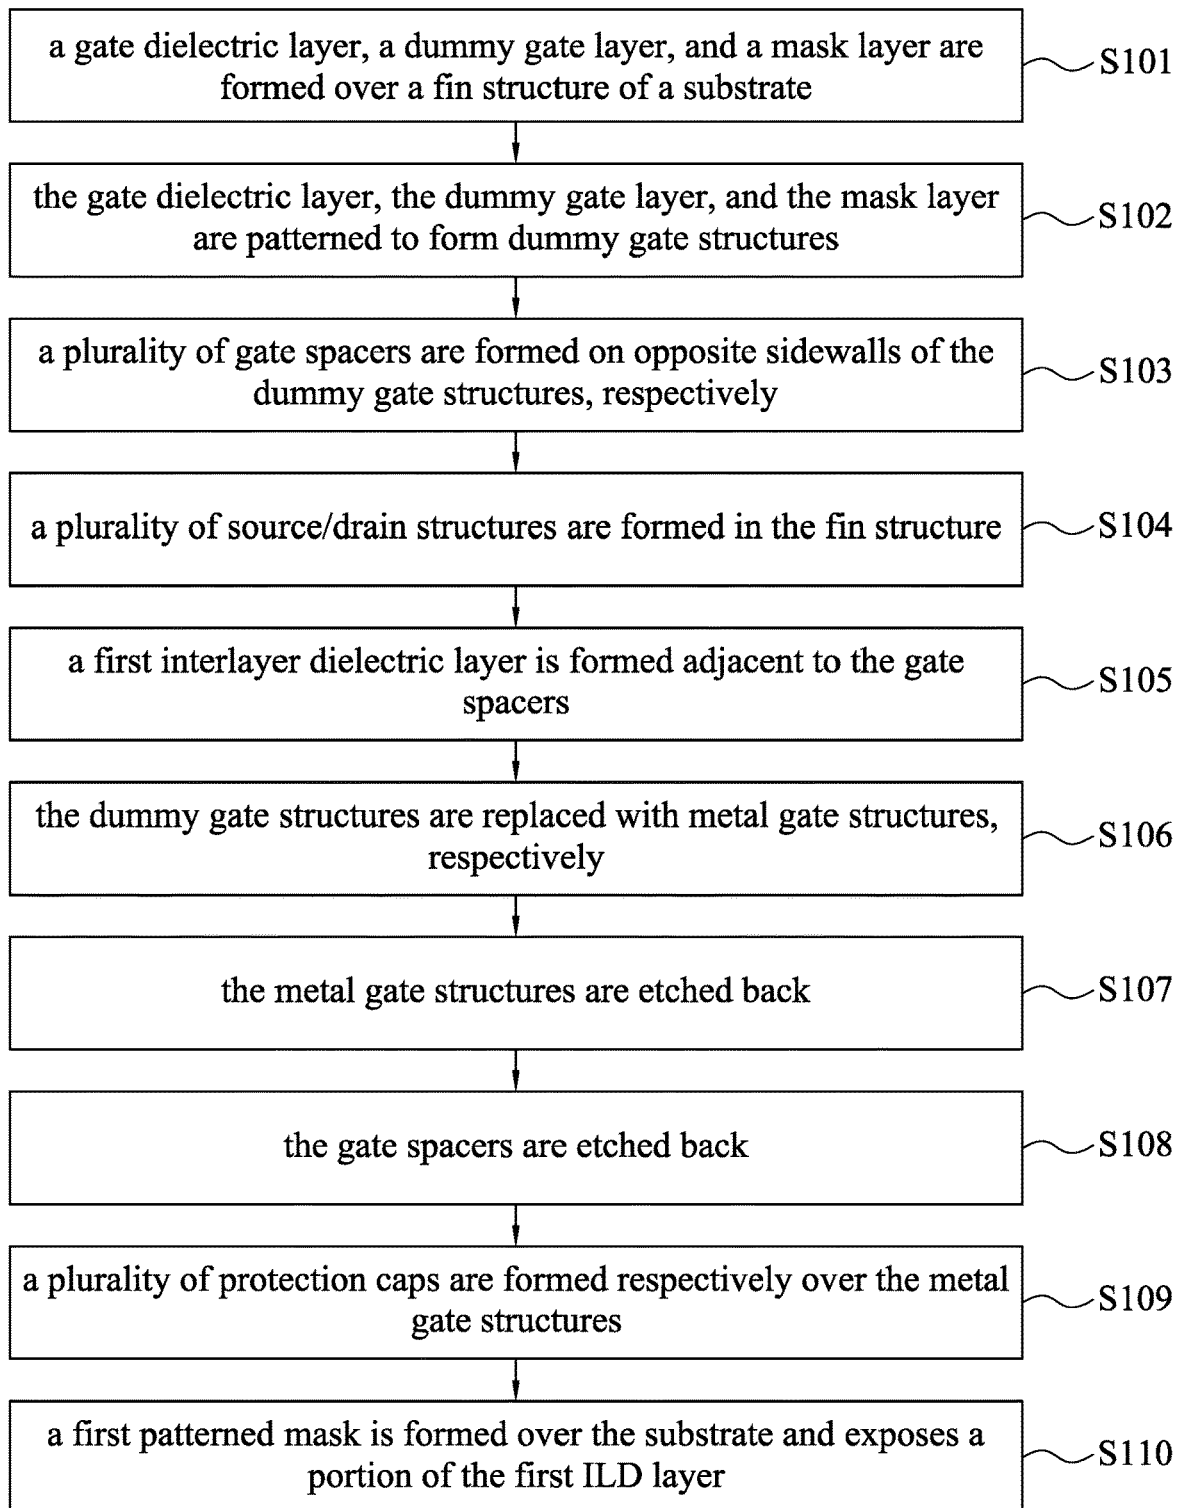 a gate dielectric layer, a dummy gate layer, and a mask layer are
formed over a fin structure of a substrate
S101
the gate dielectric layer, the dummy gate layer, and the mask layer
are patterned to form dummy gate structures
S102
a plurality of gate spacers are formed on opposite sidewalls of the
dummy gate structures, respectively
S103
a plurality of source/drain structures are formed in the fin structure
S104
a first interlayer dielectric layer is formed adjacent to the gate
spacers
S105
the dummy gate structures are replaced with metal gate structures,
respectively
S106
the metal gate structures are etched back
S107
the gate spacers are etched back
S108
a plurality of protection caps are formed respectively over the metal
gate structures
S109
a first patterned mask is formed over the substrate and exposes a
portion of the first ILD layer
S110